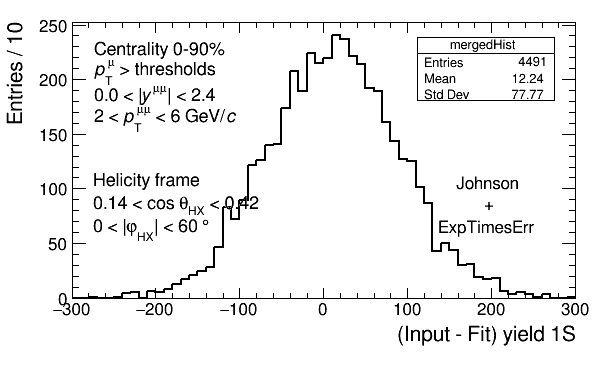 Entries / 10
250
200
150
100
50
0
Centrality 0-90%
p_T^μ > thresholds
0.0 < |y^μμ| < 2.4
2 < p_T^μμ < 6 GeV/c
Helicity frame
0.14 < cos θ_HX < 0.42
0 < |φ_HX| < 60 °
mergedHist
Entries 4491
Mean 12.24
Std Dev 77.77
Johnson
+
ExpTimesErr
−300 −200 −100 0 100 200 300
(Input - Fit) yield 1S